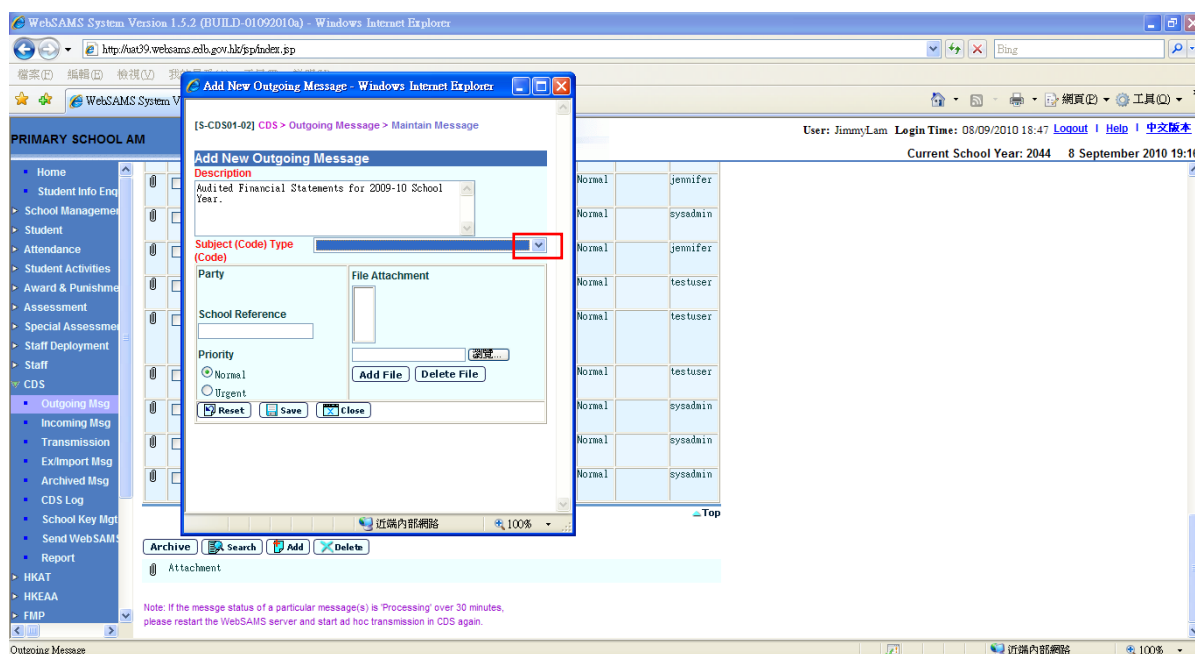 WebSAMS System Version 1.5.2 (BUILD-01092010a) - Windows Internet Explorer
http://uat39.websams.edb.gov.hk/jsp/index.jsp
Bing
檔案(F) 編輯(E) 檢視(V)
WebSAMS System V
網頁(P) 工具(O)
PRIMARY SCHOOL AM
User: JimmyLam Login Time: 08/09/2010 18:47 Logout | Help | 中文版本
Current School Year: 2044 8 September 2010 19:16
Home
Student Info Enq
School Managemen
Student
Attendance
Student Activities
Award & Punishme
Assessment
Special Assessmen
Staff Deployment
Staff
CDS
Outgoing Msg
Incoming Msg
Transmission
Ex/Import Msg
Archived Msg
CDS Log
School Key Mgt
Send WebSAMS
Report
HKAT
HKEAA
FMP
Add New Outgoing Message - Windows Internet Explorer
[S-CDS01-02] CDS > Outgoing Message > Maintain Message
Add New Outgoing Message
Description
Audited Financial Statements for 2009-10 School
Year.
Subject (Code) Type
(Code)
Party
File Attachment
School Reference
Priority
瀏覽...
Normal
Add File Delete File
Urgent
Reset Save Close
近端內部網路 100%
Normal jennifer
Normal sysadmin
Normal jennifer
Normal testuser
Normal testuser
Normal testuser
Normal sysadmin
Normal sysadmin
Normal sysadmin
Top
Archive Search Add Delete
Attachment
Note: If the messge status of a particular message(s) is 'Processing' over 30 minutes,
please restart the WebSAMS server and start ad hoc transmission in CDS again.
Outgoing Message
近端內部網路 100%